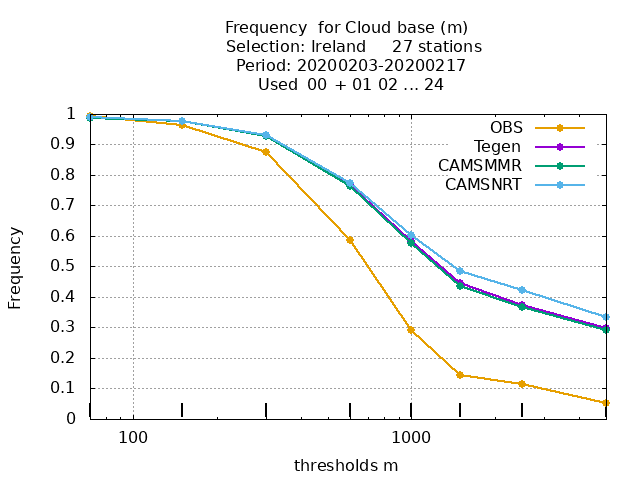 Frequency  for Cloud base (m)
Selection: Ireland     27 stations
Period: 20200203-20200217
Used  00 + 01 02 ... 24
OBS
Tegen
CAMSMMR
CAMSNRT
Frequency
1
0.9
0.8
0.7
0.6
0.5
0.4
0.3
0.2
0.1
0
100
1000
thresholds m